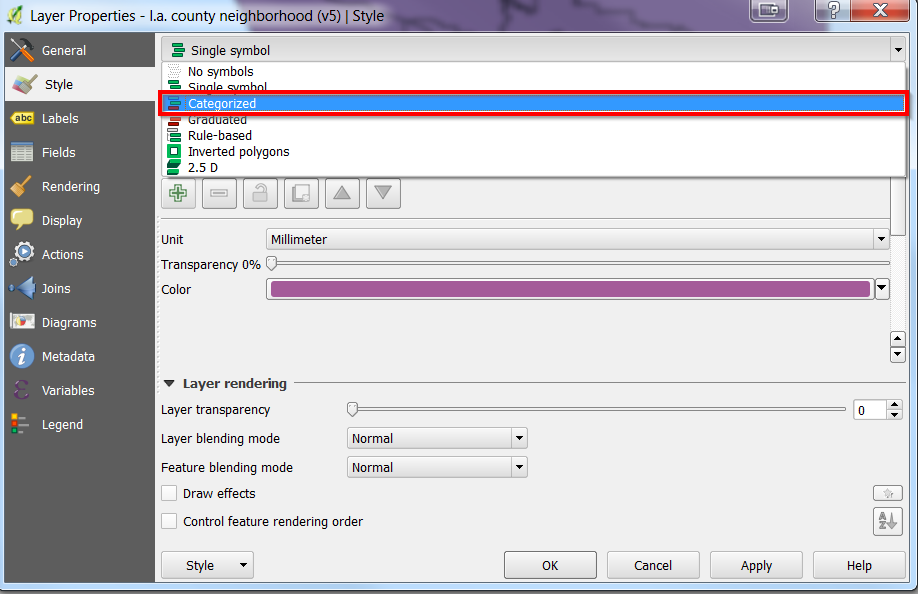 Layer Properties - l.a. county neighborhood (v5) | Style
General
Style
abc Labels
Fields
Rendering
Display
Actions
Joins
Diagrams
Metadata
Variables
Legend
Single symbol
No symbols
Single symbol
Categorized
Graduated
Rule-based
Inverted polygons
2.5 D
Unit Millimeter
Transparency 0%
Color
Layer rendering
Layer transparency 0
Layer blending mode Normal
Feature blending mode Normal
Draw effects
Control feature rendering order
Style OK Cancel Apply Help